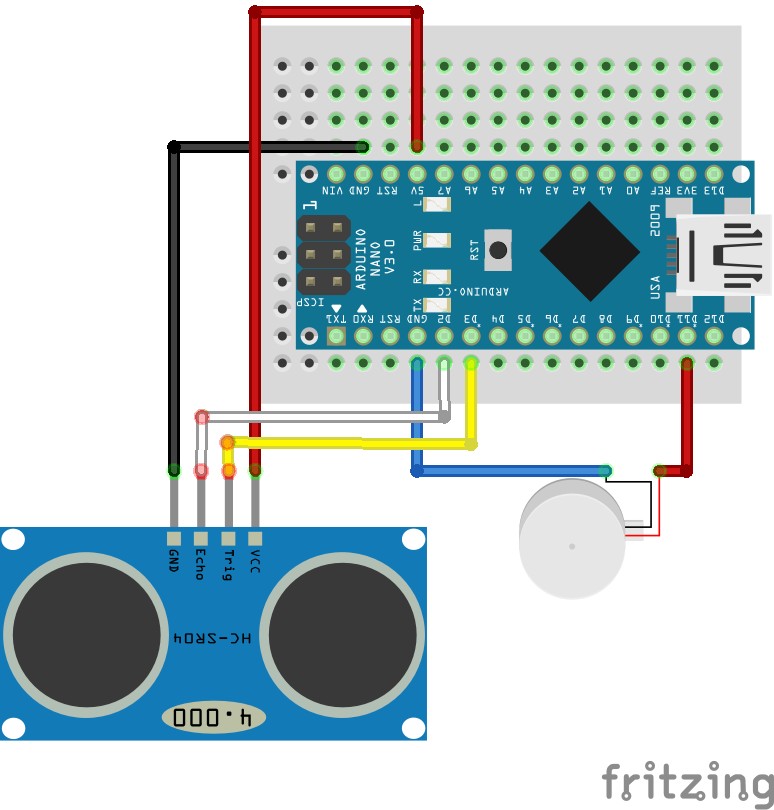 VIN GND RST 5V A7 A6 A5 A4 A3 A2 A1 A0 REF 3V3 D13
1
L
PWR
RX
TX
RST
ARDUINO
NANO
V3.0
ICSP
ARDUINO.CC
USA
TX1 RX0 RST GND D2 D3 D4 D5 D6 D7 D8 D9 D10 D11 D12
GND
Echo
Trig
VCC
HC-SR04
4.000
fritzing